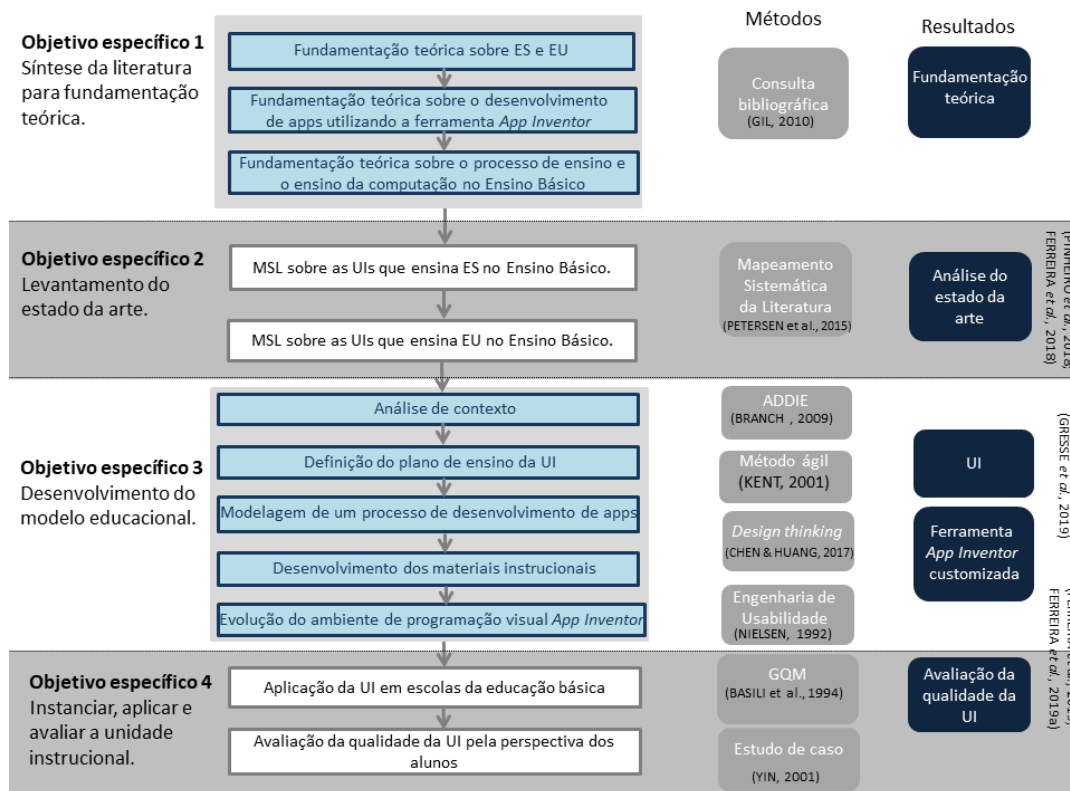 Métodos
Resultados
Objetivo específico 1
Síntese da literatura
para fundamentação
teórica.
Fundamentação teórica sobre ES e EU
Fundamentação teórica sobre o desenvolvimento
de apps utilizando a ferramenta App Inventor
Fundamentação teórica sobre o processo de ensino e
o ensino da computação no Ensino Básico
Consulta
bibliográfica
(GIL, 2010)
Fundamentação
teórica
Objetivo específico 2
Levantamento do
estado da arte.
MSL sobre as UIs que ensina ES no Ensino Básico.
MSL sobre as UIs que ensina EU no Ensino Básico.
Mapeamento
Sistemática
da Literatura
(PETERSEN et al., 2015)
Análise do
estado da
arte
(PINHEIRO et al., 2018;
FERREIRA et al., 2018)
Objetivo específico 3
Desenvolvimento do
modelo educacional.
Análise de contexto
Definição do plano de ensino da UI
Modelagem de um processo de desenvolvimento de apps
Desenvolvimento dos materiais instrucionais
Evolução do ambiente de programação visual App Inventor
ADDIE
(BRANCH , 2009)
Método ágil
(KENT, 2001)
Design thinking
(CHEN & HUANG, 2017)
Engenharia de
Usabilidade
(NIELSEN, 1992)
UI
Ferramenta
App Inventor
customizada
(GRESSE et al., 2019)
Objetivo específico 4
Instanciar, aplicar e
avaliar a unidade
instrucional.
Aplicação da UI em escolas da educação básica
Avaliação da qualidade da UI pela perspectiva dos
alunos
GQM
(BASILI et al., 1994)
Estudo de caso
(YIN, 2001)
Avaliação da
qualidade da
UI
FERREIRA et al., 2019a)